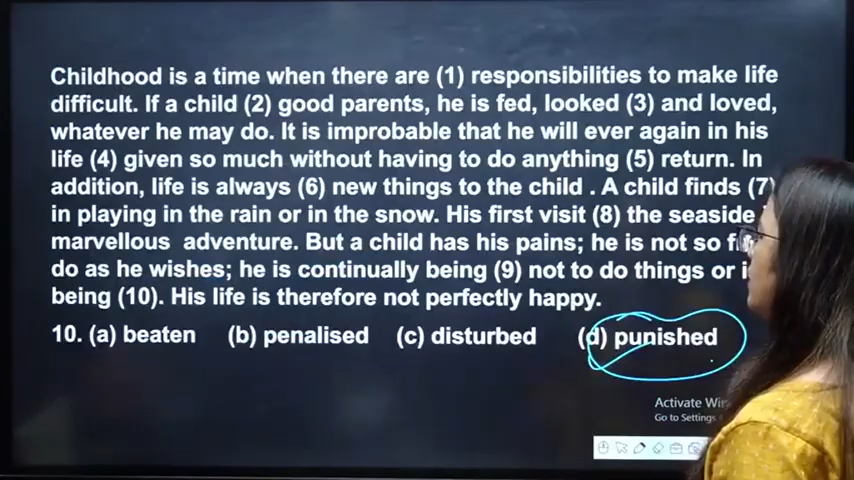 Childhood is a time when there are (1) responsibilities to make life
difficult. If a child (2) good parents, he is fed, looked (3) and loved,
whatever he may do. It is improbable that he will ever again in his
life (4) given so much without having to do anything (5) return. In
addition, life is always (6) new things to the child . A child finds (7)
in playing in the rain or in the snow. His first visit (8) the seaside
marvellous adventure. But a child has his pains; he is not so
do as he wishes; he is continually being (9) not to do things or
being (10). His life is therefore not perfectly happy.
10. (a) beaten (b) penalised (c) disturbed (d) punished
Activate
Go to Settings